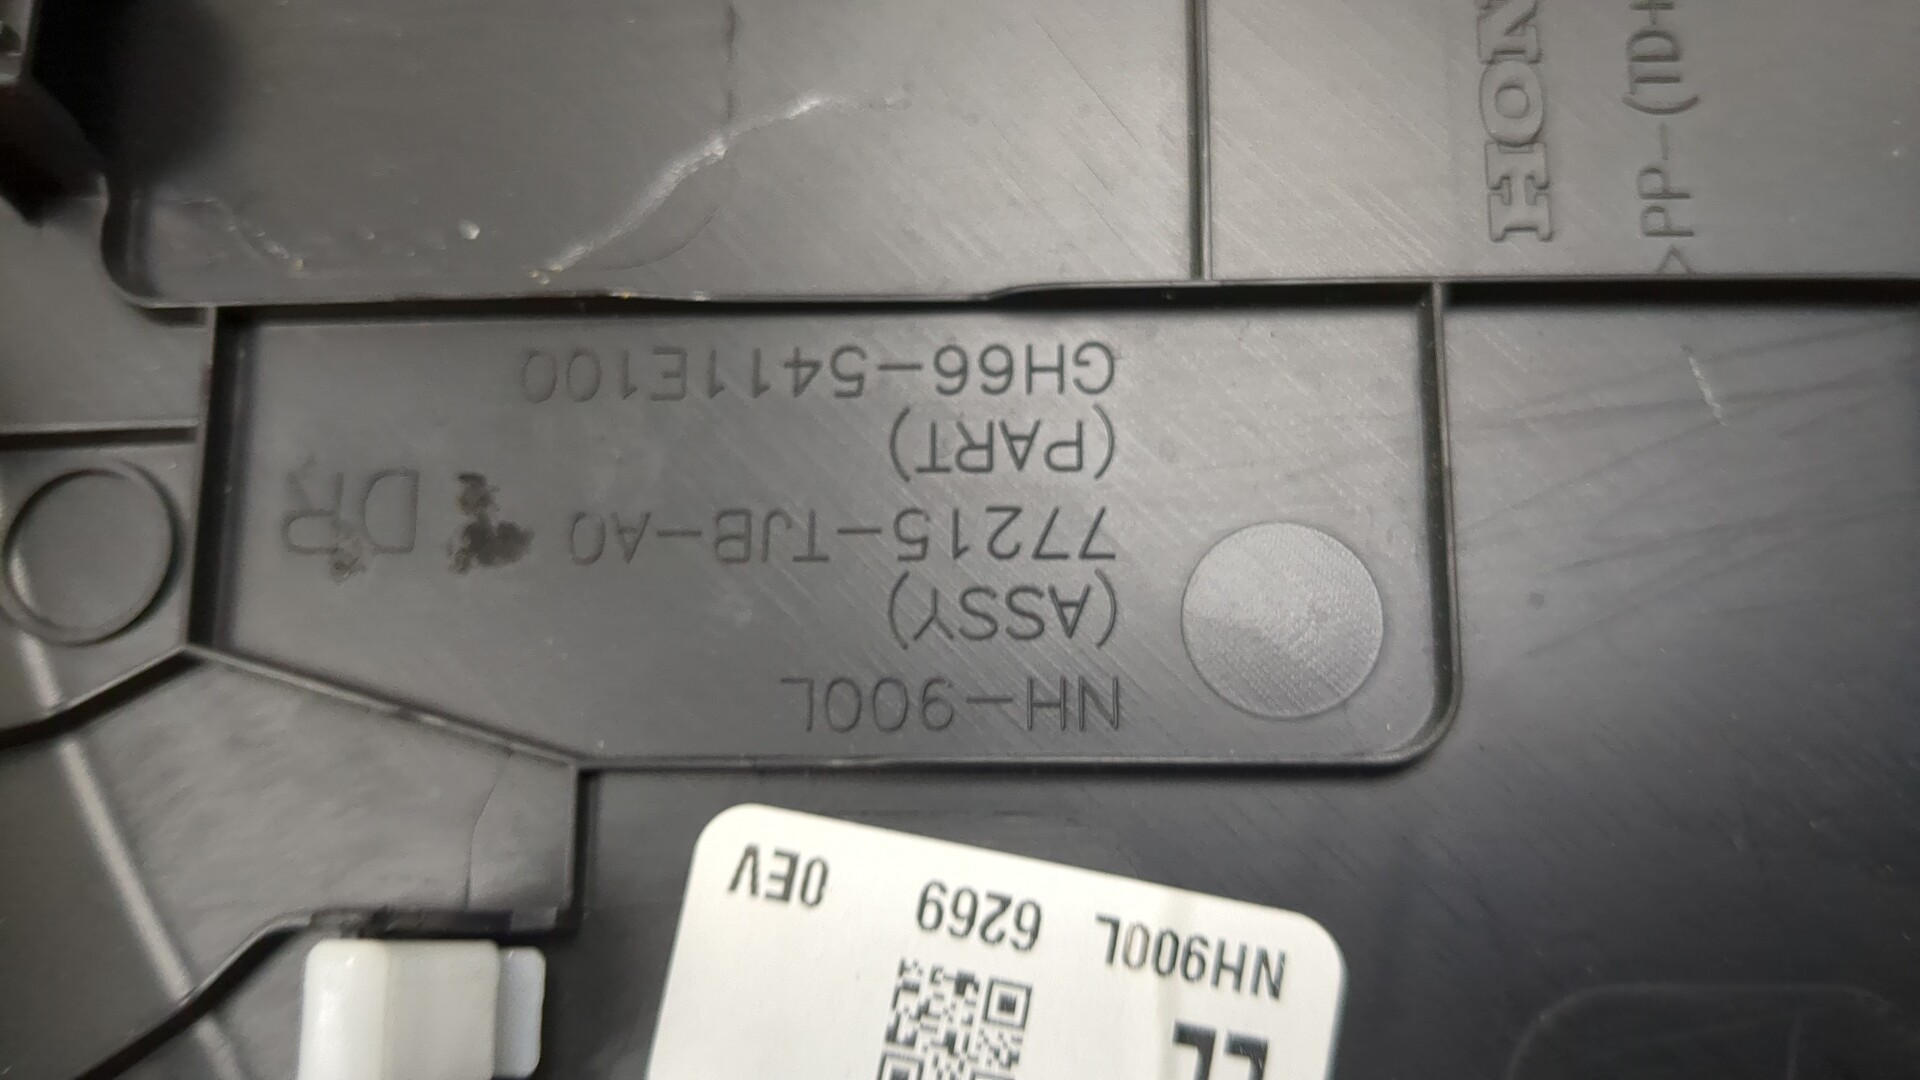 NH900L 6269 0EV
NH-900L
(ASSY)
77215-TJB-A0 DR
(PART)
GH66-5411E100
HON
>PP-(TD+